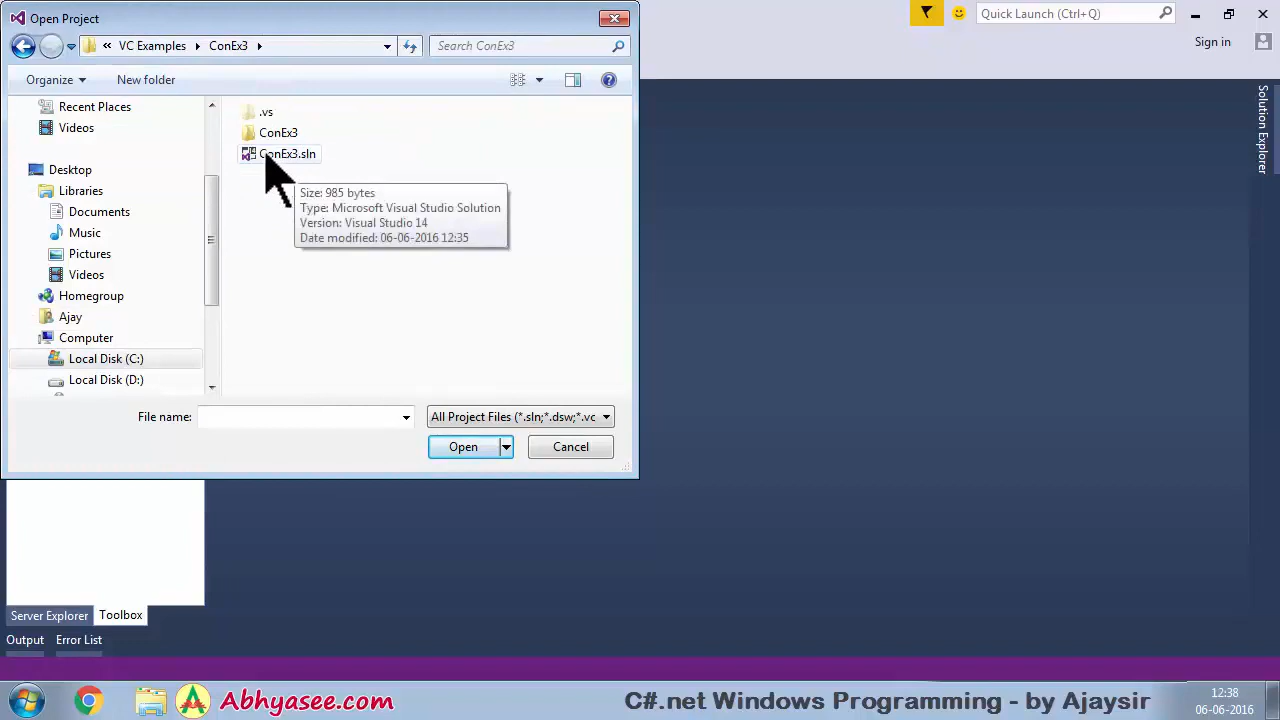 Open Project
Quick Launch (Ctrl+Q)
Sign in
« VC Examples ConEx3
Search ConEx3
Organize
New folder
Recent Places
Videos
Desktop
Libraries
Documents
Music
Pictures
Videos
Homegroup
Ajay
Computer
Local Disk (C:)
Local Disk (D:)
.vs
ConEx3
ConEx3.sln
Size: 985 bytes
Type: Microsoft Visual Studio Solution
Version: Visual Studio 14
Date modified: 06-06-2016 12:35
File name:
All Project Files (*.sln;*.dsw;*.vc
Open
Cancel
Solution Explorer
Server Explorer
Toolbox
Output
Error List
Abhyasee.com
C#.net Windows Programming - by Ajaysir
12:38
06-06-2016